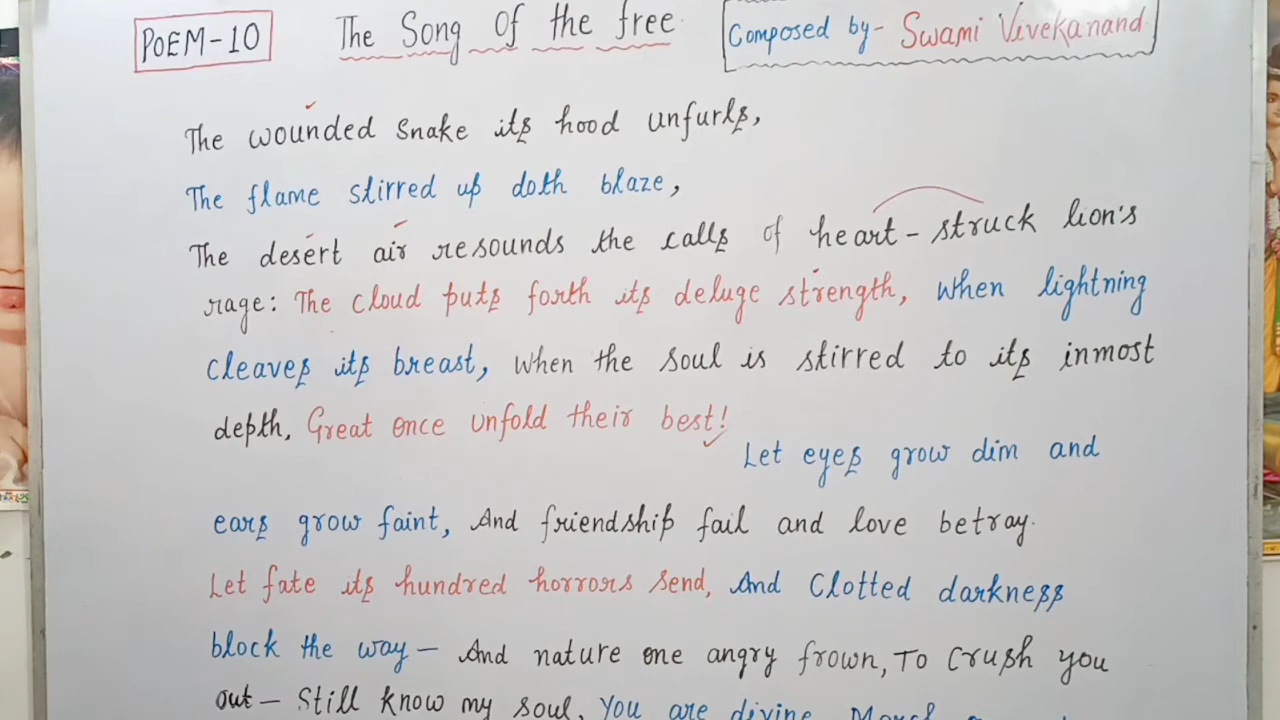 POEM-10
The Song Of the free
Composed by- Swami Vivekanand
The wounded snake its hood unfurls,
The flame stirred up doth blaze,
The desert air resounds the calls of heart-struck lion's
rage: The cloud puts forth its deluge strength, when lightning
cleaves its breast, when the soul is stirred to its inmost
depth, Great once unfold their best!
Let eyes grow dim and
ears grow faint, And friendship fail and love betray.
Let fate its hundred horrors send, And Clotted darkness
block the way- And nature one angry frown, To crush you
out- Still know my soul, You are divine